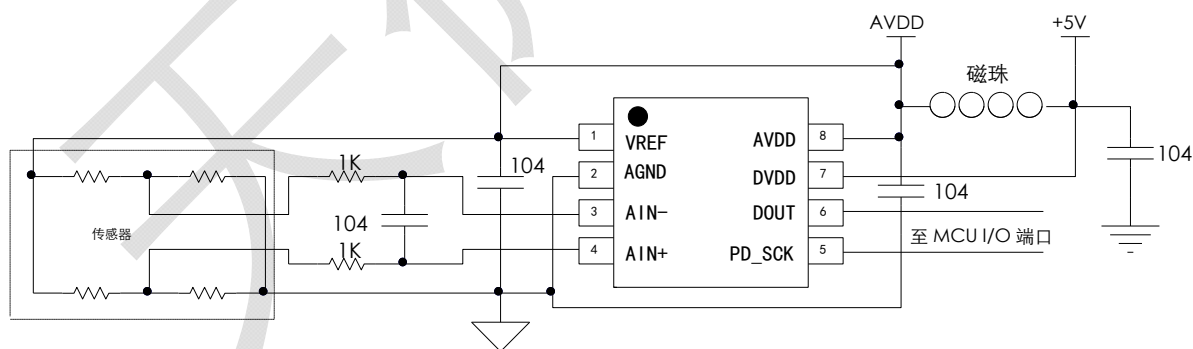 AVDD
+5V
磁珠
1
VREF
AVDD
8
104
104
1K
2
AGND
DVDD
7
104
104
3
AIN-
DOUT
6
传感器
1K
4
AIN+
PD_SCK
5
至 MCU I/O 端口